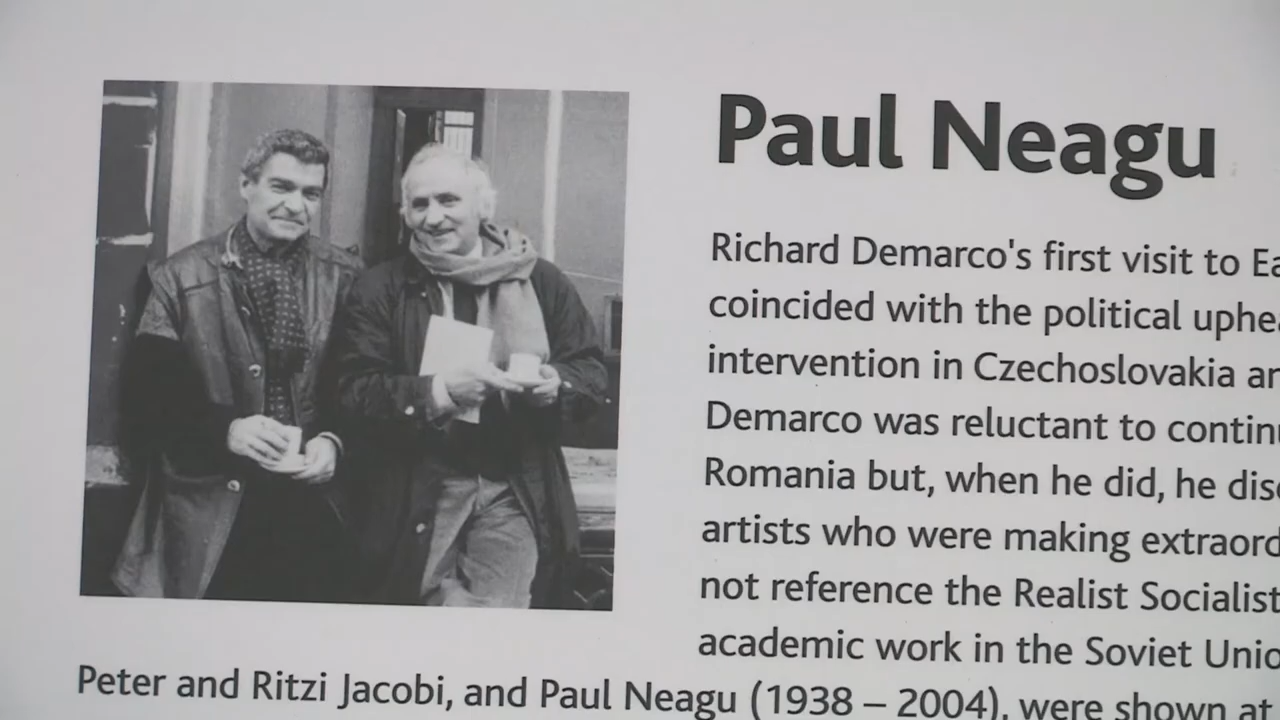 Paul Neagu
Richard Demarco's first visit to
coincided with the political
intervention in Czechoslovakia
Demarco was reluctant to
Romania but, when he did, he
artists who were making
not reference the Realist Socialist
academic work in the Soviet
Peter and Ritzi Jacobi, and Paul Neagu (1938 – 2004), were shown at